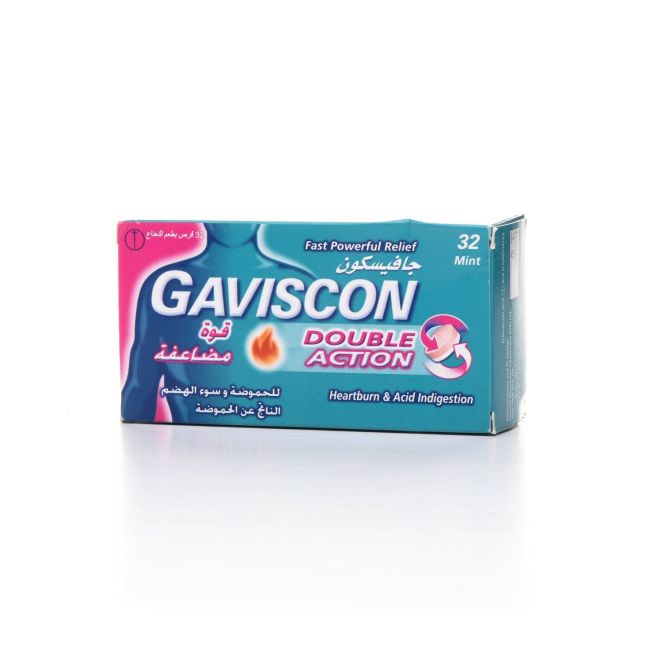 32 قرص بطعم النعناع
Fast Powerful Relief
32
Mint
جافيسكون
GAVISCON
قوة
مضاعفة
DOUBLE
ACTION
للحموضة و سوء الهضم
الناتج عن الحموضة
Heartburn & Acid Indigestion